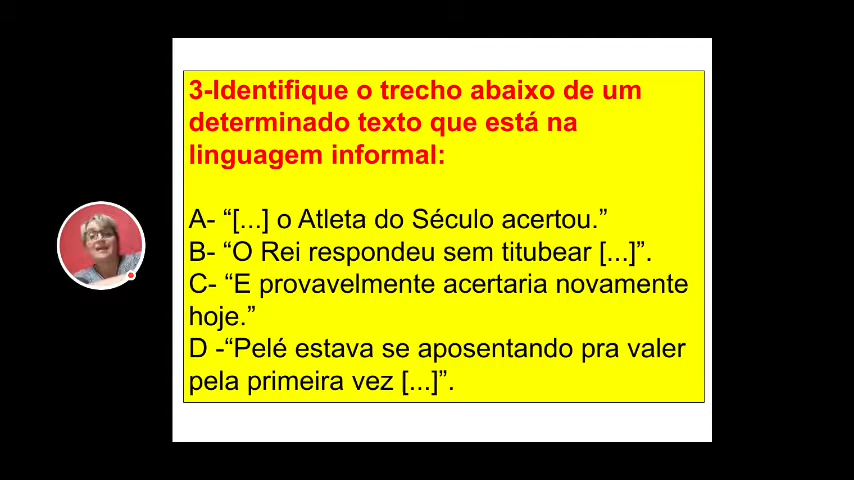 3-Identifique o trecho abaixo de um
determinado texto que está na
linguagem informal:
A- “[...] o Atleta do Século acertou.”
B- “O Rei respondeu sem titubear [...]”.
C- “E provavelmente acertaria novamente
hoje.”
D -“Pelé estava se aposentando pra valer
pela primeira vez [...]”.